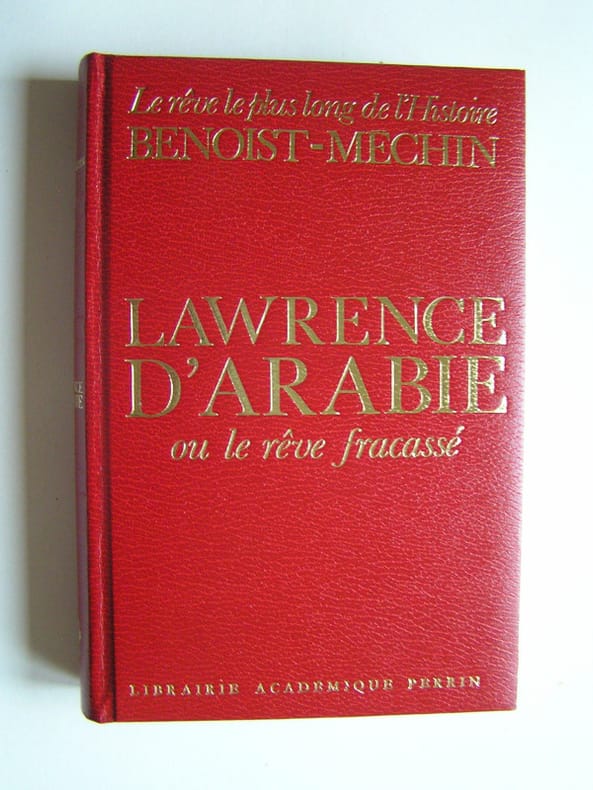 Le rêve le plus long de l'Histoire
BENOIST-MECHIN
LAWRENCE
D'ARABIE
ou le rêve fracassé
LIBRAIRIE ACADEMIQUE PERRIN